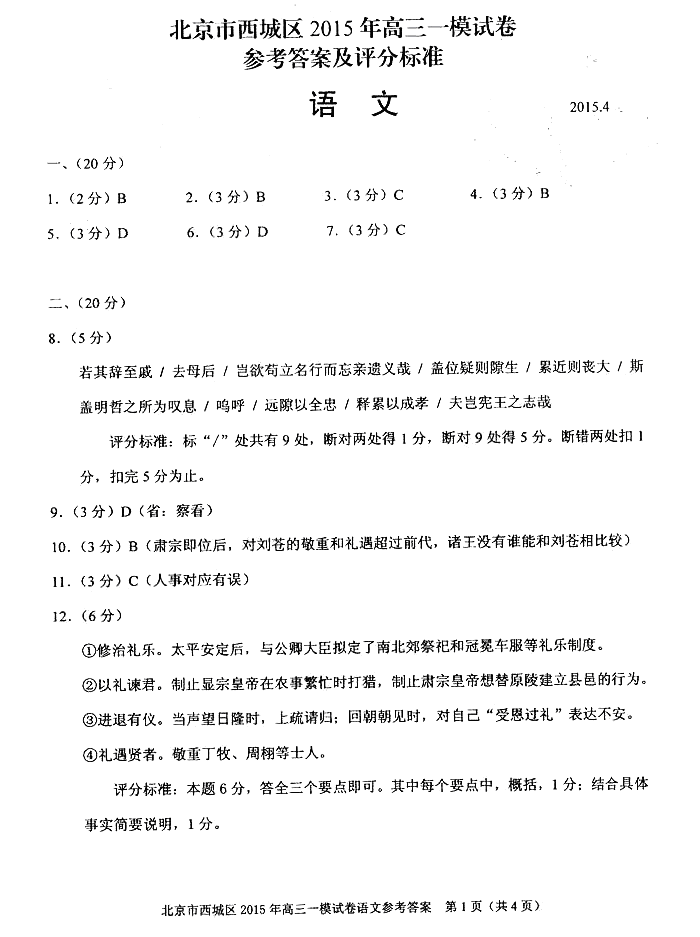 北京市西城区 2015 年高三一模试卷
参考答案及评分标准
语 文
2015.4
一、（20 分）
1.（2 分）B 2.（3 分）B 3.（3 分）C 4.（3 分）B
5.（3 分）D 6.（3 分）D 7.（3 分）C
二、（20 分）
8.（5 分）
若其辞至戚 / 去母后 / 岂欲苟立名行而忘亲遗义哉 / 盖位疑则隙生 / 累近则丧大 / 斯
盖明哲之所为叹息 / 呜呼 / 远隙以全忠 / 释累以成孝 / 夫岂宪王之志哉
评分标准：标“/”处共有 9 处，断对两处得 1 分，断对 9 处得 5 分。断错两处扣 1
分，扣完 5 分为止。
9.（3 分）D（省：察看）
10.（3 分）B（肃宗即位后，对刘苍的敬重和礼遇超过前代，诸王没有谁能和刘苍相比较）
11.（3 分）C（人事对应有误）
12.（6 分）
①修治礼乐。太平安定后，与公卿大臣拟定了南北郊祭祀和冠冕车服等礼乐制度。
②以礼谏君。制止显宗皇帝在农事繁忙时打猎，制止肃宗皇帝想替原陵建立县邑的行为。
③进退有仪。当声望日隆时，上疏请归；回朝朝见时，对自己“受恩过礼”表达不安。
④礼遇贤者。敬重丁牧、周栩等士人。
评分标准：本题 6 分，答全三个要点即可。其中每个要点中，概括，1 分；结合具体
事实简要说明，1 分。
北京市西城区 2015 年高三一模试卷语文参考答案 第 1 页（共 4 页）